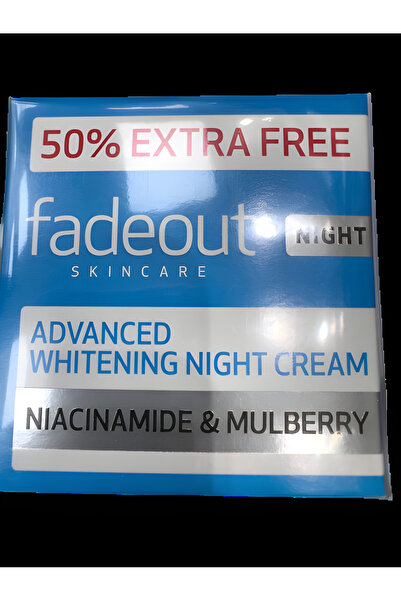 50% EXTRA FREE
fadeout NIGHT
SKINCARE
ADVANCED
WHITENING NIGHT CREAM
NIACINAMIDE & MULBERRY